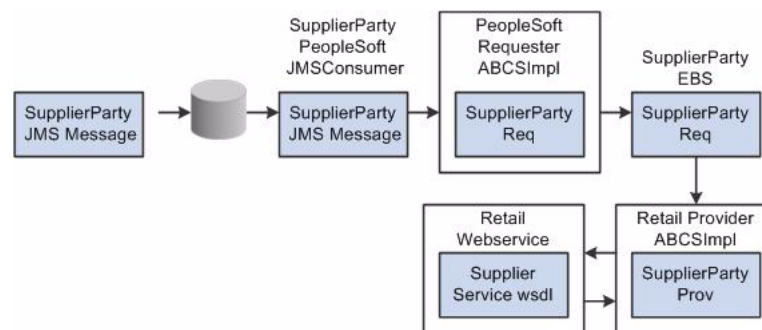 SupplierParty
JMS Message
SupplierParty
PeopleSoft
JMSConsumer
SupplierParty
JMS Message
PeopleSoft
Requester
ABCSImpl
SupplierParty
Req
SupplierParty
EBS
SupplierParty
Req
Retail
Webservice
Supplier
Service wsdl
Retail Provider
ABCSImpl
SupplierParty
Prov